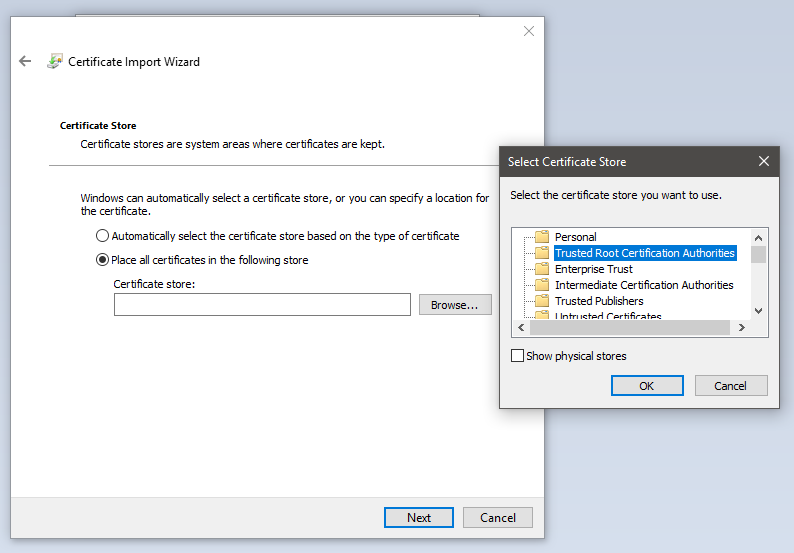 Certificate Import Wizard
Certificate Store
Certificate stores are system areas where certificates are kept.
Windows can automatically select a certificate store, or you can specify a location for
the certificate.
Automatically select the certificate store based on the type of certificate
Place all certificates in the following store
Certificate store:
Browse...
Next
Cancel
Select Certificate Store
Select the certificate store you want to use.
Personal
Trusted Root Certification Authorities
Enterprise Trust
Intermediate Certification Authorities
Trusted Publishers
Untrusted Certificates
Show physical stores
OK
Cancel